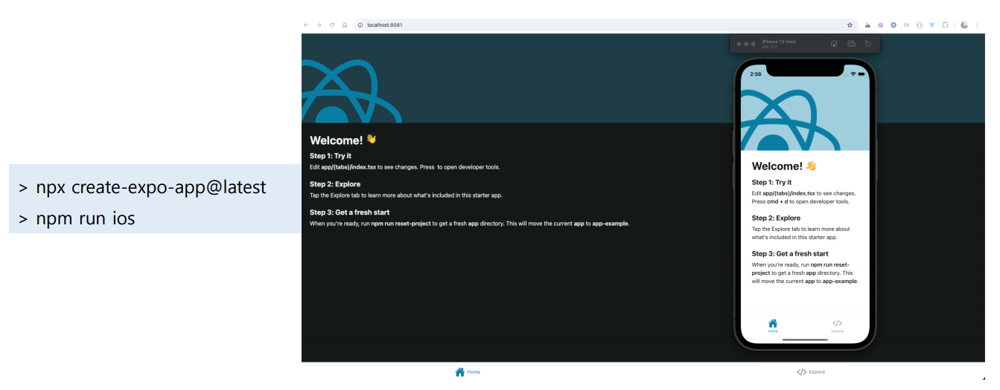 > npx create-expo-app@latest
> npm run ios
localhost:8081
Welcome! 👋
Step 1: Try it
Edit app/(tabs)/index.tsx to see changes. Press  to open developer tools.
Step 2: Explore
Tap the Explore tab to learn more about what's included in this starter app.
Step 3: Get a fresh start
When you're ready, run npm run reset-project to get a fresh app directory. This will move the current app to app-example.
Home
Explore
iPhone 12 mini
iOS 17.2
2:56
Welcome! 👋
Step 1: Try it
Edit app/(tabs)/index.tsx to see changes.
Press cmd + d to open developer tools.
Step 2: Explore
Tap the Explore tab to learn more about
what's included in this starter app.
Step 3: Get a fresh start
When you're ready, run npm run reset-
project to get a fresh app directory. This
will move the current app to app-example.
Home
Explore